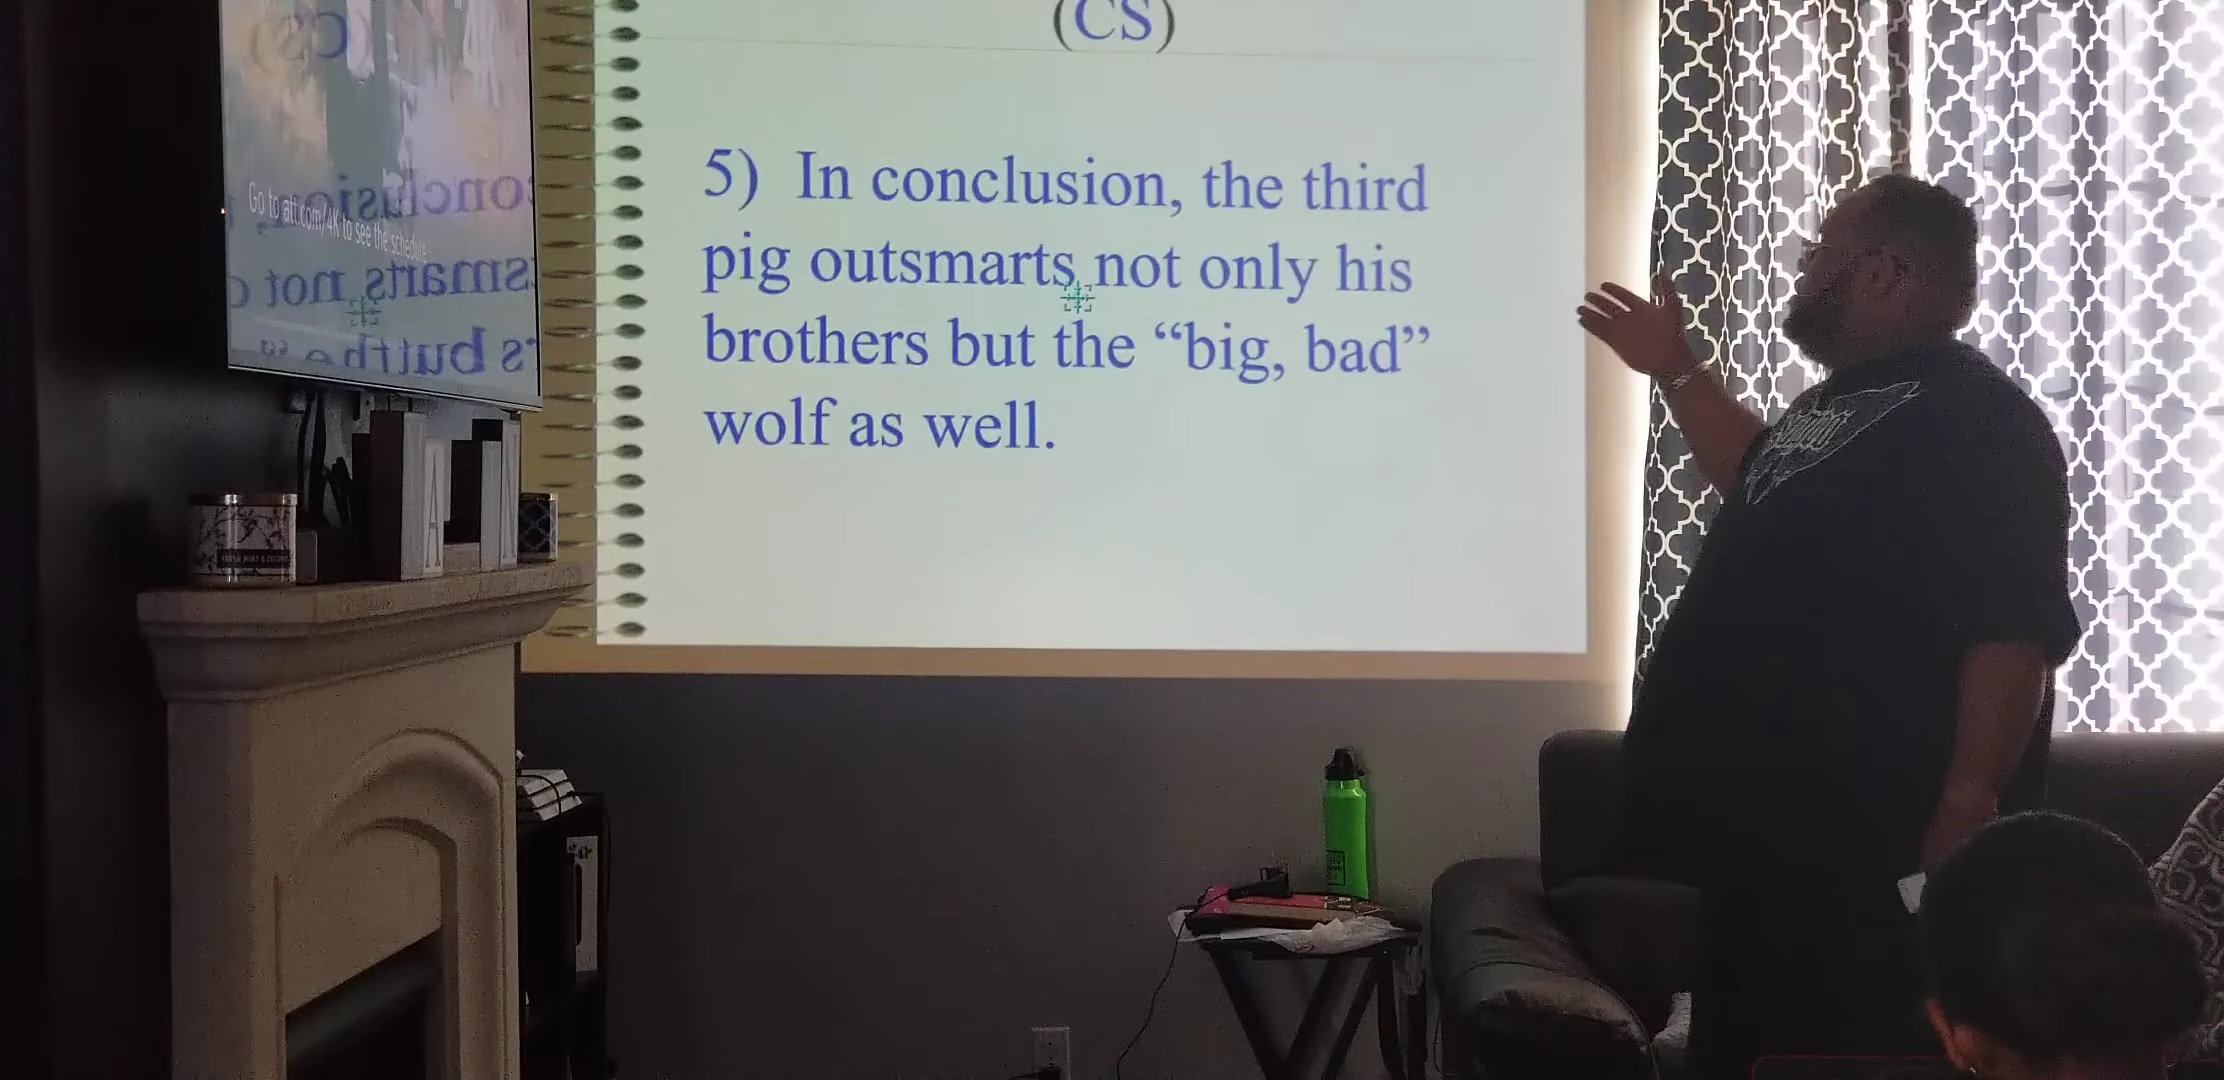 (CS)
5) In conclusion, the third
pig outsmarts not only his
brothers but the “big, bad”
wolf as well.
Go to att.com/4K to see the schedule
A